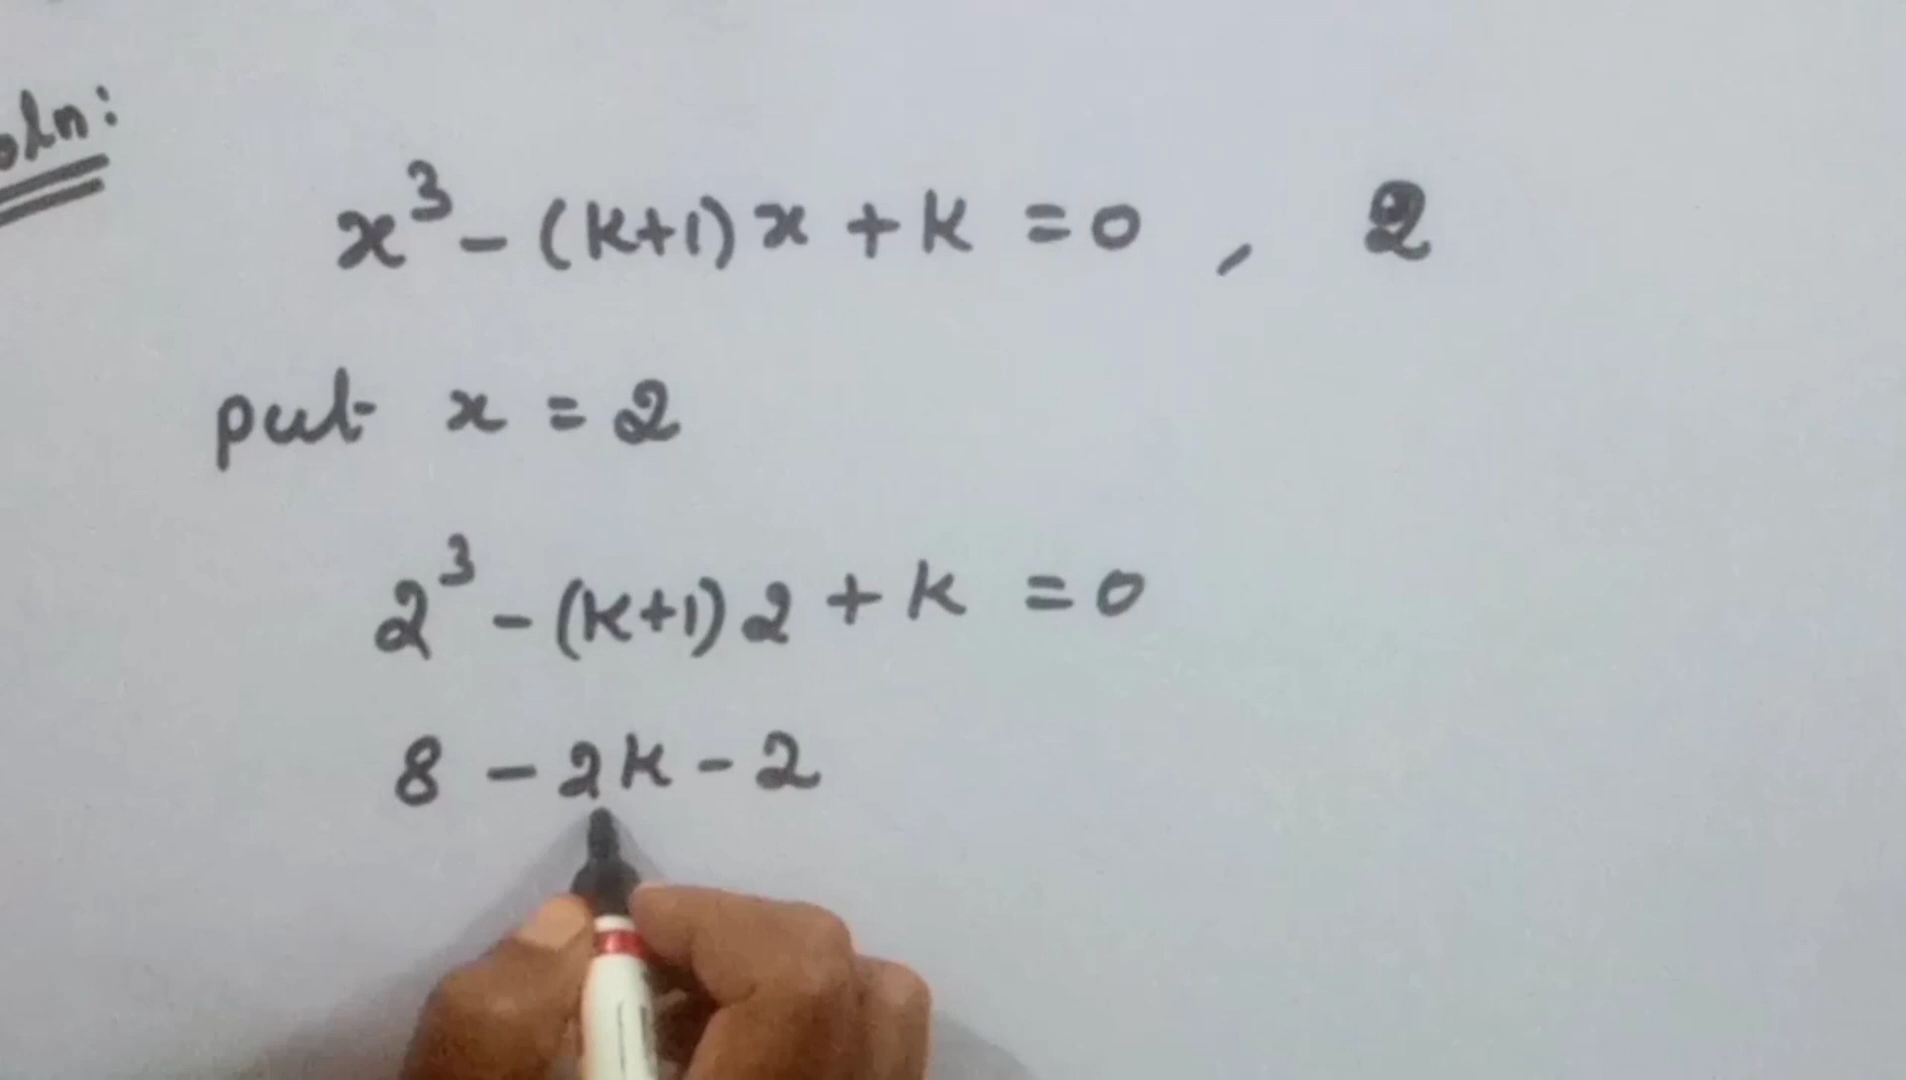 oln:
x³ - (k+1) x + k = 0 , 2
put x = 2
2³ - (k+1) 2 + k = 0
8 - 2k - 2